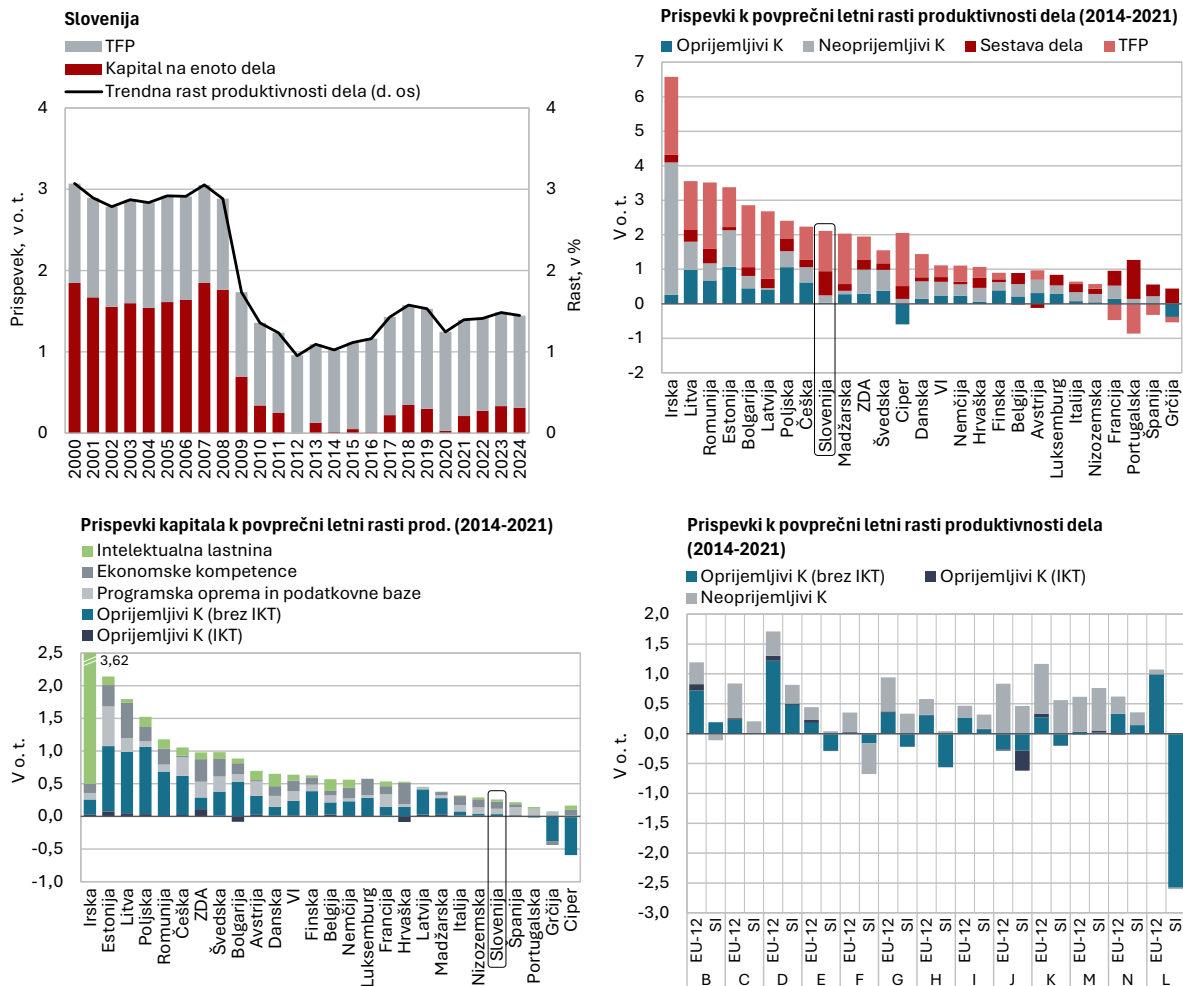 Slovenija
TFP
Kapital na enoto dela
Trendna rast produktivnosti dela (d. os)
Prispevek, v o. t.
Rast, v %
4
3
2
1
0
4
3
2
1
0
2000
2001
2002
2003
2004
2005
2006
2007
2008
2009
2010
2011
2012
2013
2014
2015
2016
2017
2018
2019
2020
2021
2022
2023
2024
Prispevki k povprečni letni rasti produktivnosti dela (2014-2021)
Oprijemljivi K
Neoprijemljivi K
Sestava dela
TFP
V o. t.
7
6
5
4
3
2
1
0
-1
-2
Irska
Litva
Romunija
Estonija
Bolgarija
Latvija
Poljska
Češka
Slovenija
Madžarska
ZDA
Švedska
Ciper
Danska
VI
Nemčija
Hrvaška
Finska
Belgija
Avstrija
Luksemburg
Italija
Nizozemska
Francija
Portugalska
Španija
Grčija
Prispevki kapitala k povprečni letni rasti prod. (2014-2021)
Intelektualna lastnina
Ekonomske kompetence
Programska oprema in podatkovne baze
Oprijemljivi K (brez IKT)
Oprijemljivi K (IKT)
V o. t.
2,5
2,0
1,5
1,0
0,5
0,0
-0,5
-1,0
3,62
Irska
Estonija
Litva
Poljska
Romunija
Češka
ZDA
Švedska
Bolgarija
Avstrija
Danska
VI
Finska
Belgija
Nemčija
Luksemburg
Francija
Hrvaška
Latvija
Madžarska
Italija
Nizozemska
Slovenija
Španija
Portugalska
Grčija
Ciper
Prispevki k povprečni letni rasti produktivnosti dela
(2014-2021)
Oprijemljivi K (brez IKT)
Oprijemljivi K (IKT)
Neoprijemljivi K
V o. t.
2,0
1,5
1,0
0,5
0,0
-0,5
-1,0
-1,5
-2,0
-2,5
-3,0
EU-12
SI
EU-12
SI
EU-12
SI
EU-12
SI
EU-12
SI
EU-12
SI
EU-12
SI
EU-12
SI
EU-12
SI
EU-12
SI
EU-12
SI
EU-12
SI
EU-12
SI
B C D E F G H I J K M N L